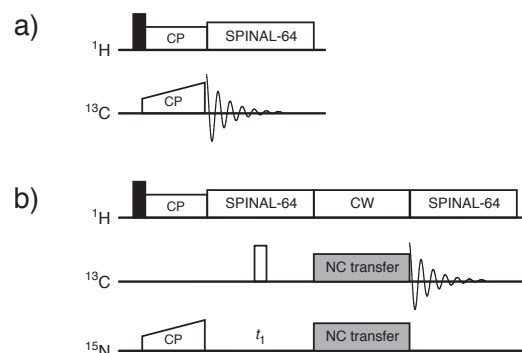 a)
CP SPINAL-64
¹H
CP
¹³C
b)
CP SPINAL-64 CW SPINAL-64
¹H
NC transfer
¹³C
CP t₁ NC transfer
¹⁵N